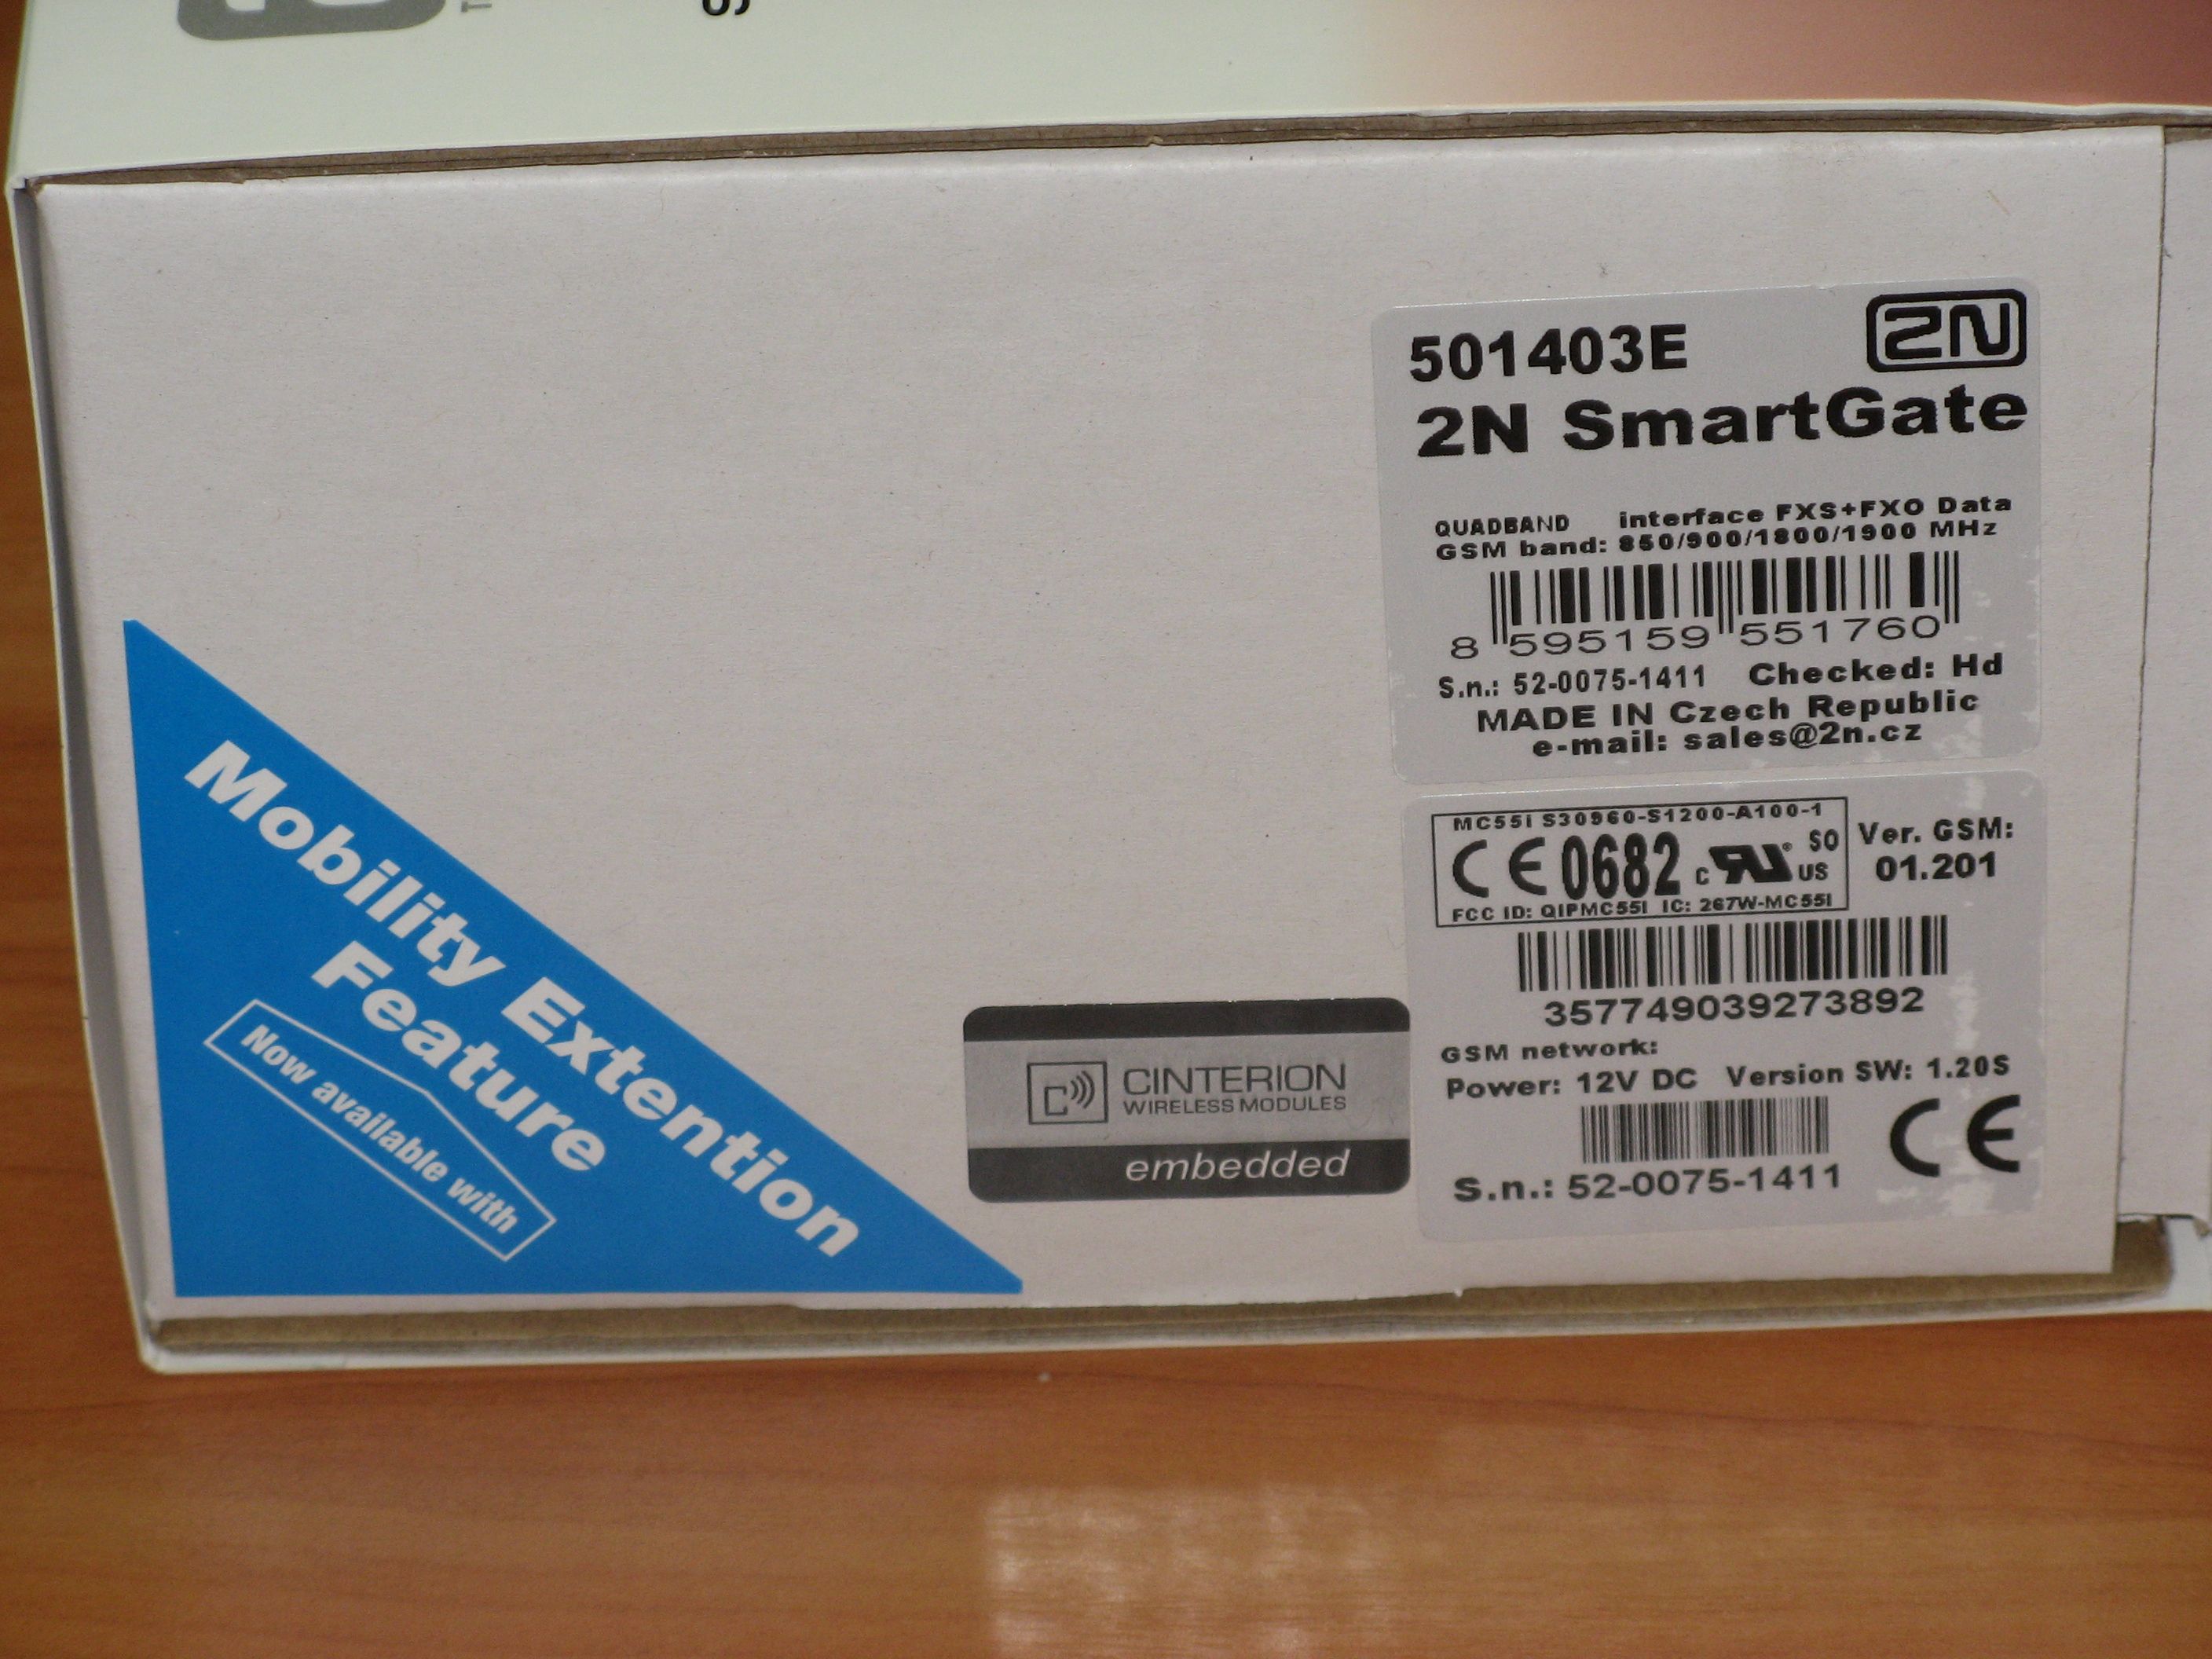 501403E
2N
2N SmartGate
QUADBAND interface FXS+FXO Data
GSM band: 850/900/1800/1900 MHz
8 595159 551760
S.n.: 52-0075-1411 Checked: Hd
MADE IN Czech Republic
e-mail: sales@2n.cz
MC55i S30960-S1200-A100-1
CE 0682 c RU US SO
FCC ID: QIPMC55I IC: 267W-MC55I
Ver. GSM:
01.201
357749039273892
GSM network:
Power: 12V DC Version SW: 1.20S
S.n.: 52-0075-1411
CE
CINTERION
WIRELESS MODULES
embedded
Mobility Extention
Feature
Now available with